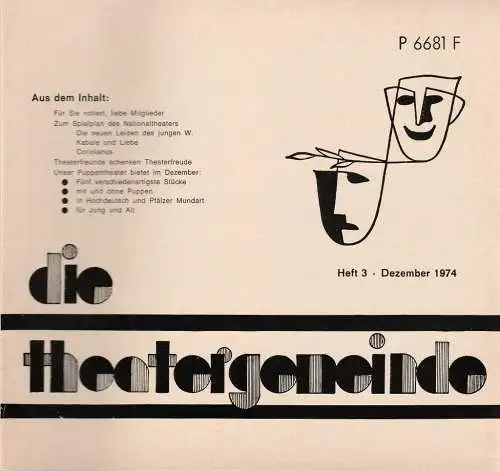 P 6681 F
Aus dem Inhalt:
Für Sie notiert, liebe Mitglieder
Zum Spielplan des Nationaltheaters
Die neuen Leiden des jungen W.
Kabale und Liebe
Coriolanus
Theaterfreunde schenken Theaterfreude
Unser Puppentheater bietet im Dezember:
● Fünf verschiedenartigste Stücke
● mit und ohne Puppen
● in Hochdeutsch und Pfälzer Mundart
● für Jung und Alt
Heft 3 · Dezember 1974
die
theatergemeinde